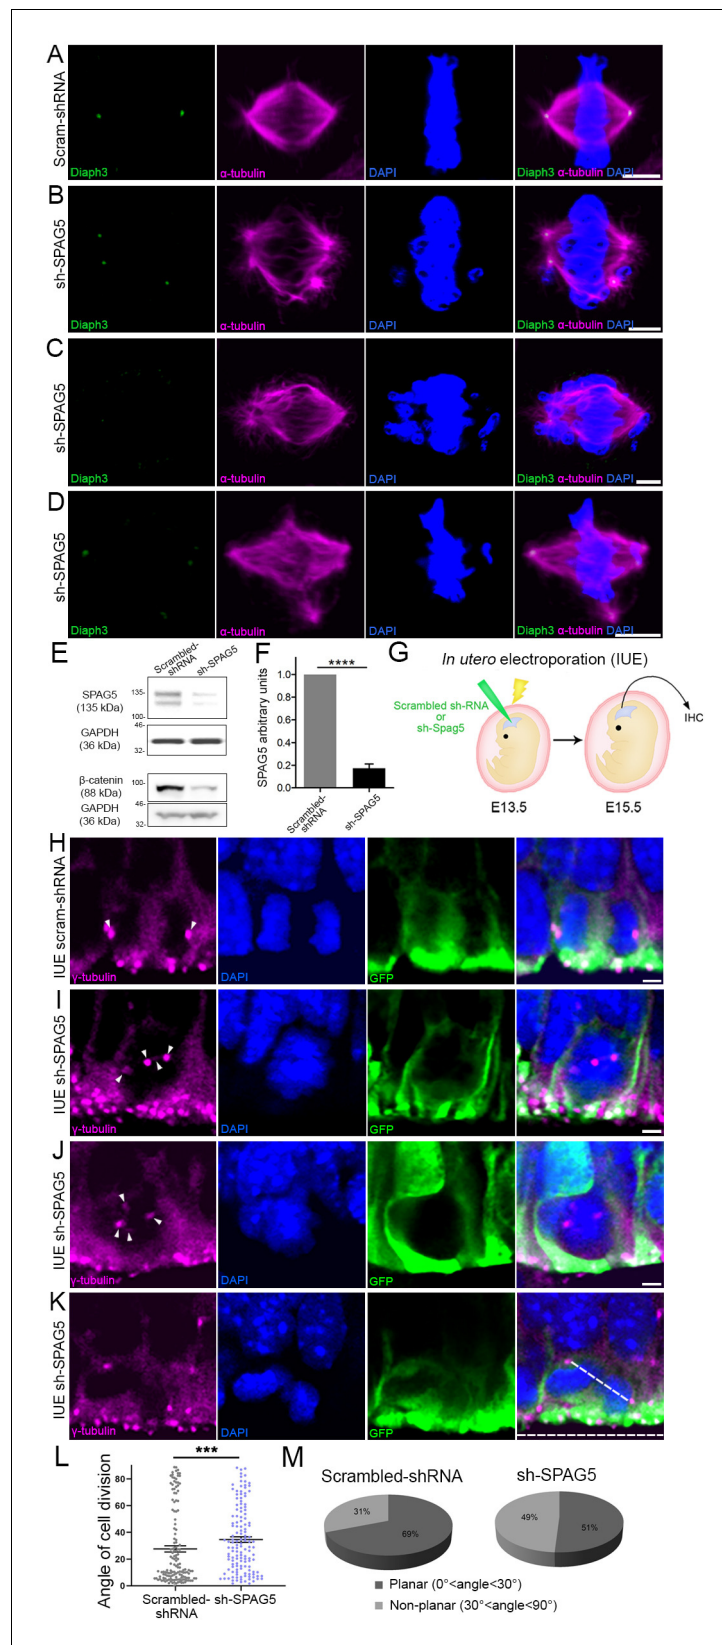 A
Scram-shRNA
Diaph3
α-tubulin
DAPI
Diaph3 α-tubulin DAPI
B
sh-SPAG5
Diaph3
α-tubulin
DAPI
Diaph3 α-tubulin DAPI
C
sh-SPAG5
Diaph3
α-tubulin
DAPI
Diaph3 α-tubulin DAPI
D
sh-SPAG5
Diaph3
α-tubulin
DAPI
Diaph3 α-tubulin DAPI
E
Scrambled-
shRNA
sh-SPAG5
SPAG5
(135 kDa)
135-
100-
GAPDH
(36 kDa)
46-
32-
β-catenin
(88 kDa)
100-
GAPDH
(36 kDa)
46-
32-
F
****
SPAG5 arbitrary units
1.0
0.8
0.6
0.4
0.2
0.0
Scrambled-
shRNA
sh-SPAG5
G
In utero electroporation (IUE)
Scrambled sh-RNA
or
sh-Spag5
IHC
E13.5
E15.5
H
IUE scram-shRNA
γ-tubulin
DAPI
GFP
I
IUE sh-SPAG5
γ-tubulin
DAPI
GFP
J
IUE sh-SPAG5
γ-tubulin
DAPI
GFP
K
IUE sh-SPAG5
γ-tubulin
DAPI
GFP
L
***
Angle of cell division
80
60
40
20
0
Scrambled-
shRNA
sh-SPAG5
M
Scrambled-shRNA
31%
69%
sh-SPAG5
49%
51%
Planar (0°<angle<30°)
Non-planar (30°<angle<90°)